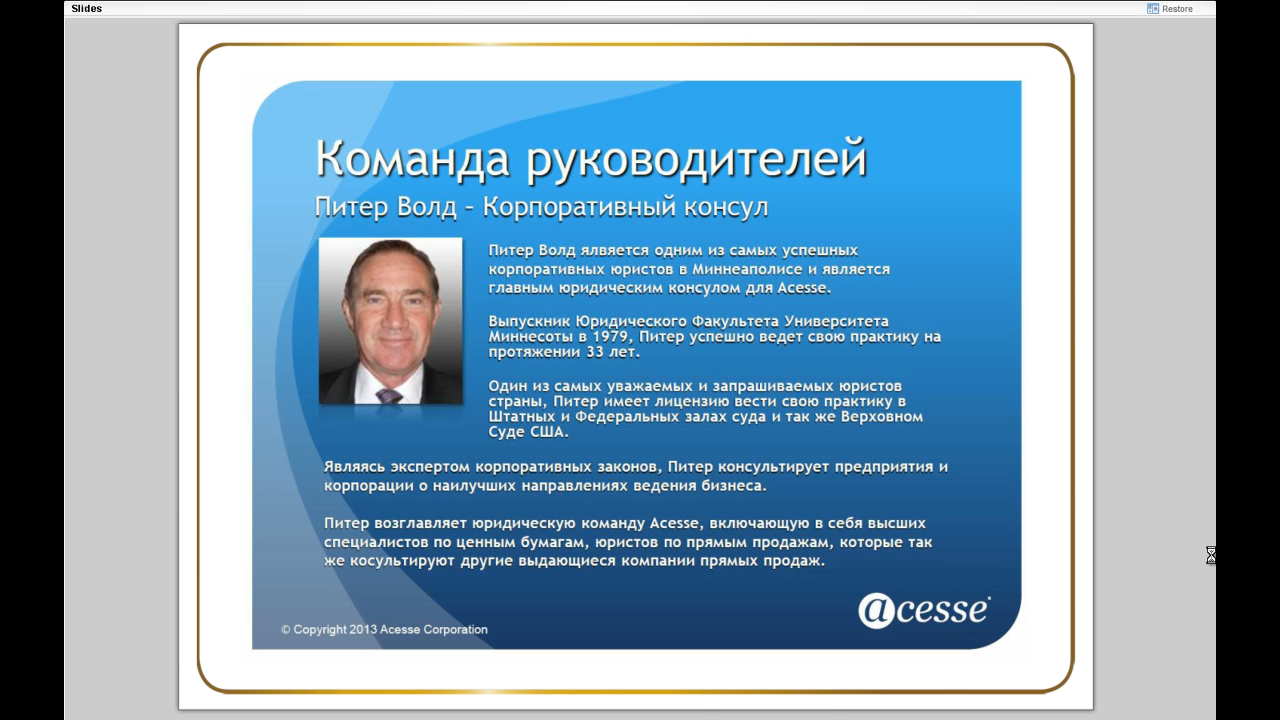 Slides
Restore
Команда руководителей
Питер Волд – Корпоративный консул
Питер Волд ялвяется одним из самых успешных
корпоративных юристов в Миннеаполисе и является
главным юридическим консулом для Acesse.
Выпускник Юридического Факультета Университета
Миннесоты в 1979, Питер успешно ведет свою практику на
протяжении 33 лет.
Один из самых уважаемых и запрашиваемых юристов
страны, Питер имеет лицензию вести свою практику в
Штатных и Федеральных залах суда и так же Верховном
Суде США.
Являясь экспертом корпоративных законов, Питер консультирует предприятия и
корпорации о наилучших направлениях ведения бизнеса.
Питер возглавляет юридическую команду Acesse, включающую в себя высших
специалистов по ценным бумагам, юристов по прямым продажам, которые так
же косультируют другие выдающиеся компании прямых продаж.
acesse
© Copyright 2013 Acesse Corporation